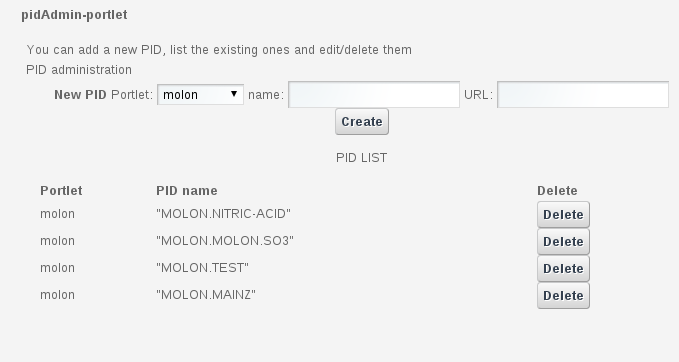 pidAdmin-portlet
You can add a new PID, list the existing ones and edit/delete them
PID administration
New PID Portlet: molon name: URL:
Create
PID LIST
Portlet PID name Delete
molon "MOLON.NITRIC-ACID" Delete
molon "MOLON.MOLON.SO3" Delete
molon "MOLON.TEST" Delete
molon "MOLON.MAINZ" Delete